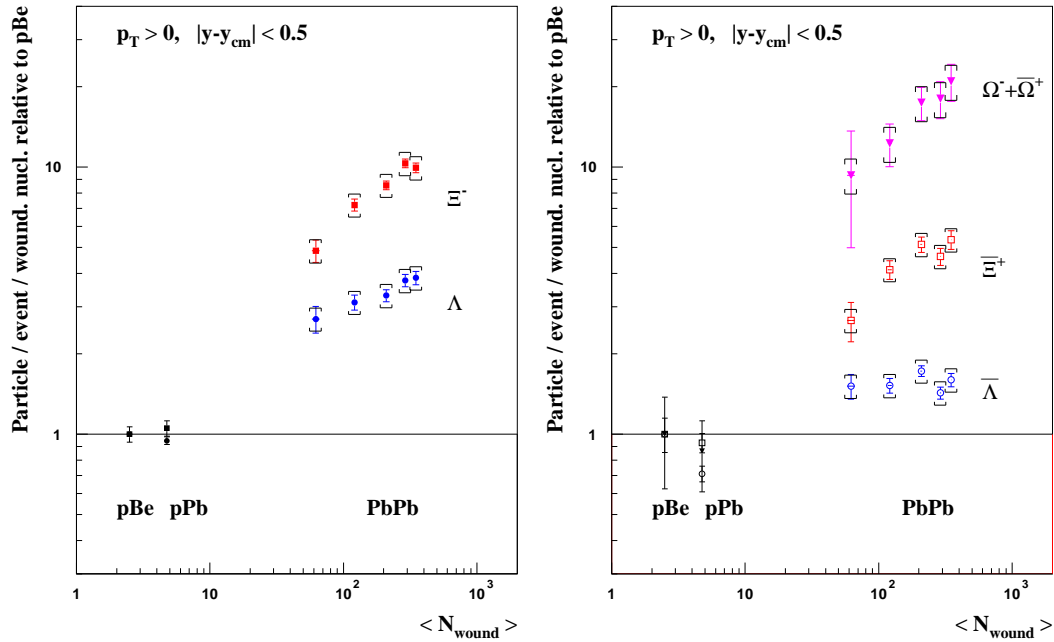 Particle / event / wound. nucl. relative to pBe
p_T > 0, |y-y_cm| < 0.5
10
1
Ξ⁻
Λ
pBe pPb PbPb
1 10 10² 10³
< N_wound >
Particle / event / wound. nucl. relative to pBe
p_T > 0, |y-y_cm| < 0.5
10
1
Ω⁻+Ω̅⁺
Ξ̅⁺
Λ̅
pBe pPb PbPb
1 10 10² 10³
< N_wound >